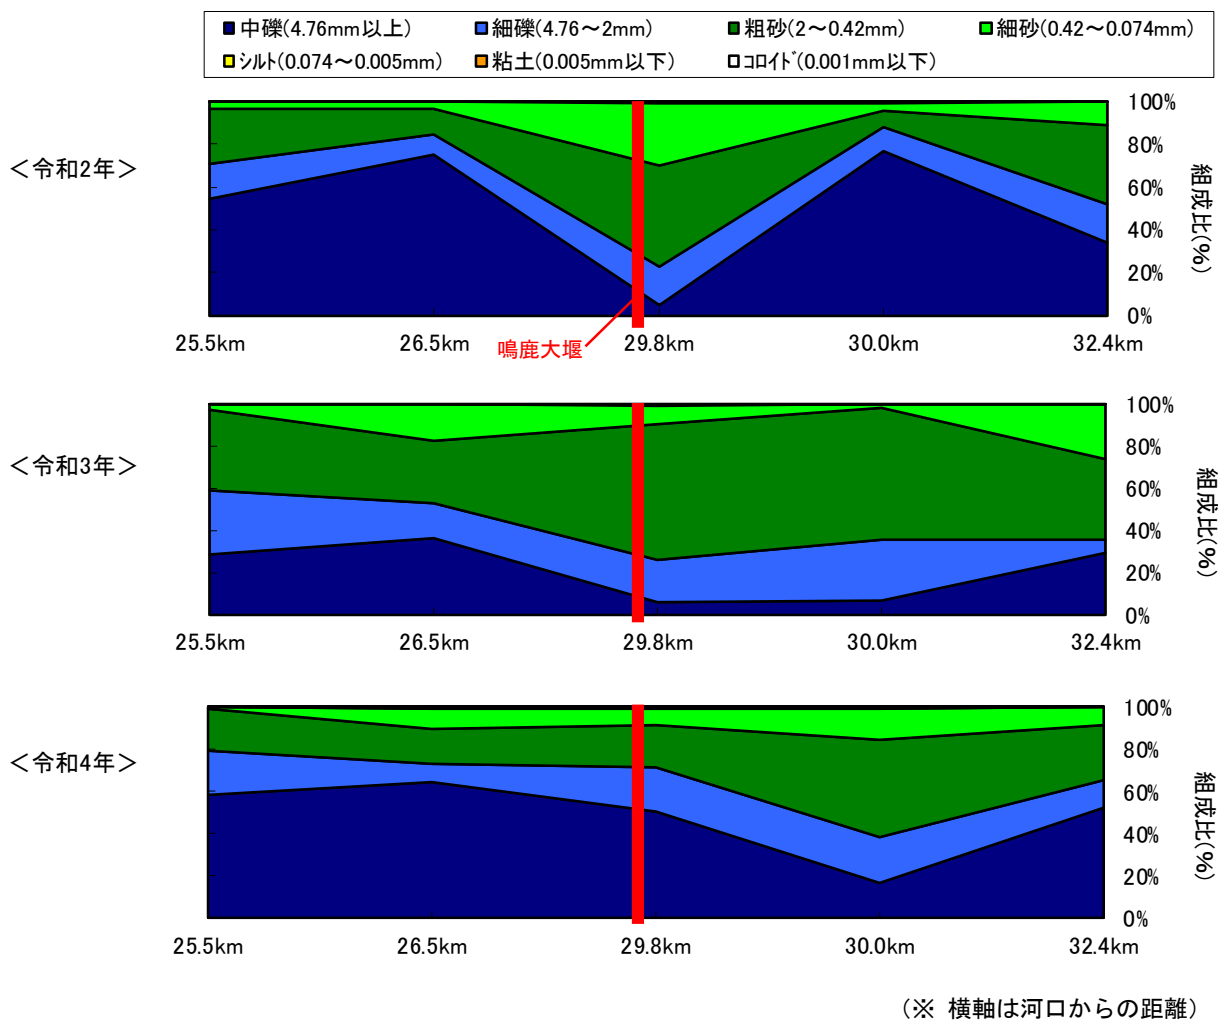 ■中礫(4.76mm以上) ■細礫(4.76～2mm) ■粗砂(2～0.42mm) ■細砂(0.42～0.074mm)
□ｼﾙﾄ(0.074～0.005mm) ■粘土(0.005mm以下) □ｺﾛｲﾄﾞ(0.001mm以下)
＜令和2年＞
100%
80%
60%
40%
20%
0%
組成比(%)
25.5km 26.5km 29.8km 30.0km 32.4km
鳴鹿大堰
＜令和3年＞
100%
80%
60%
40%
20%
0%
組成比(%)
25.5km 26.5km 29.8km 30.0km 32.4km
＜令和4年＞
100%
80%
60%
40%
20%
0%
組成比(%)
25.5km 26.5km 29.8km 30.0km 32.4km
（※ 横軸は河口からの距離）